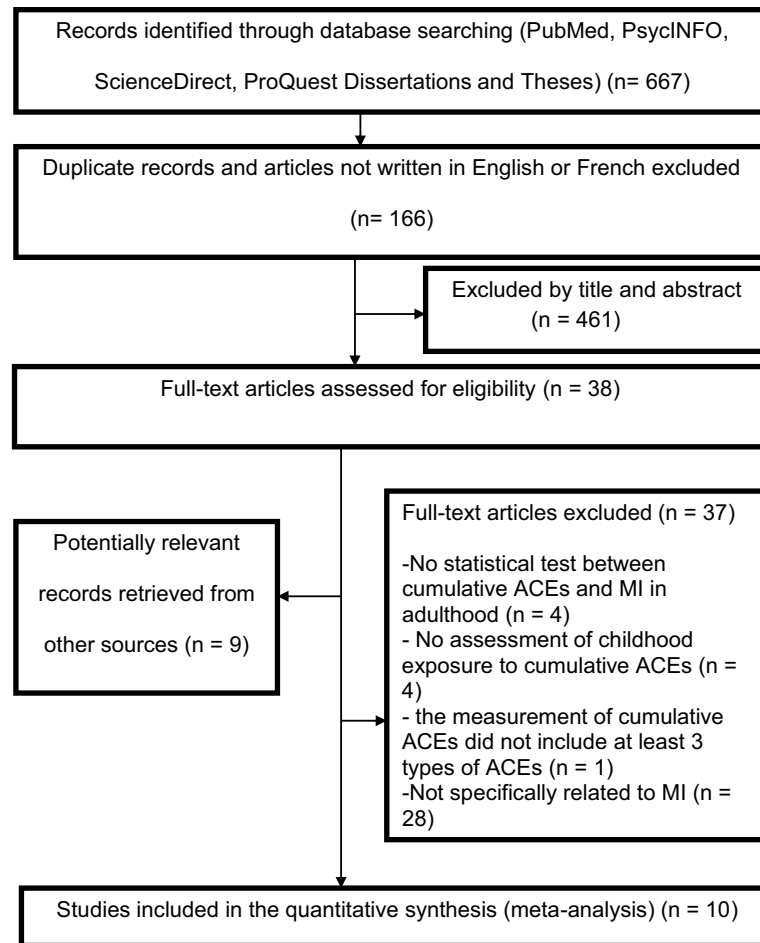 Records identified through database searching (PubMed, PsycINFO,
ScienceDirect, ProQuest Dissertations and Theses) (n= 667)
Duplicate records and articles not written in English or French excluded
(n= 166)
Excluded by title and abstract
(n = 461)
Full-text articles assessed for eligibility (n = 38)
Potentially relevant
records retrieved from
other sources (n = 9)
Full-text articles excluded (n = 37)
-No statistical test between
cumulative ACEs and MI in
adulthood (n = 4)
- No assessment of childhood
exposure to cumulative ACEs (n =
4)
- the measurement of cumulative
ACEs did not include at least 3
types of ACEs (n = 1)
-Not specifically related to MI (n =
28)
Studies included in the quantitative synthesis (meta-analysis) (n = 10)